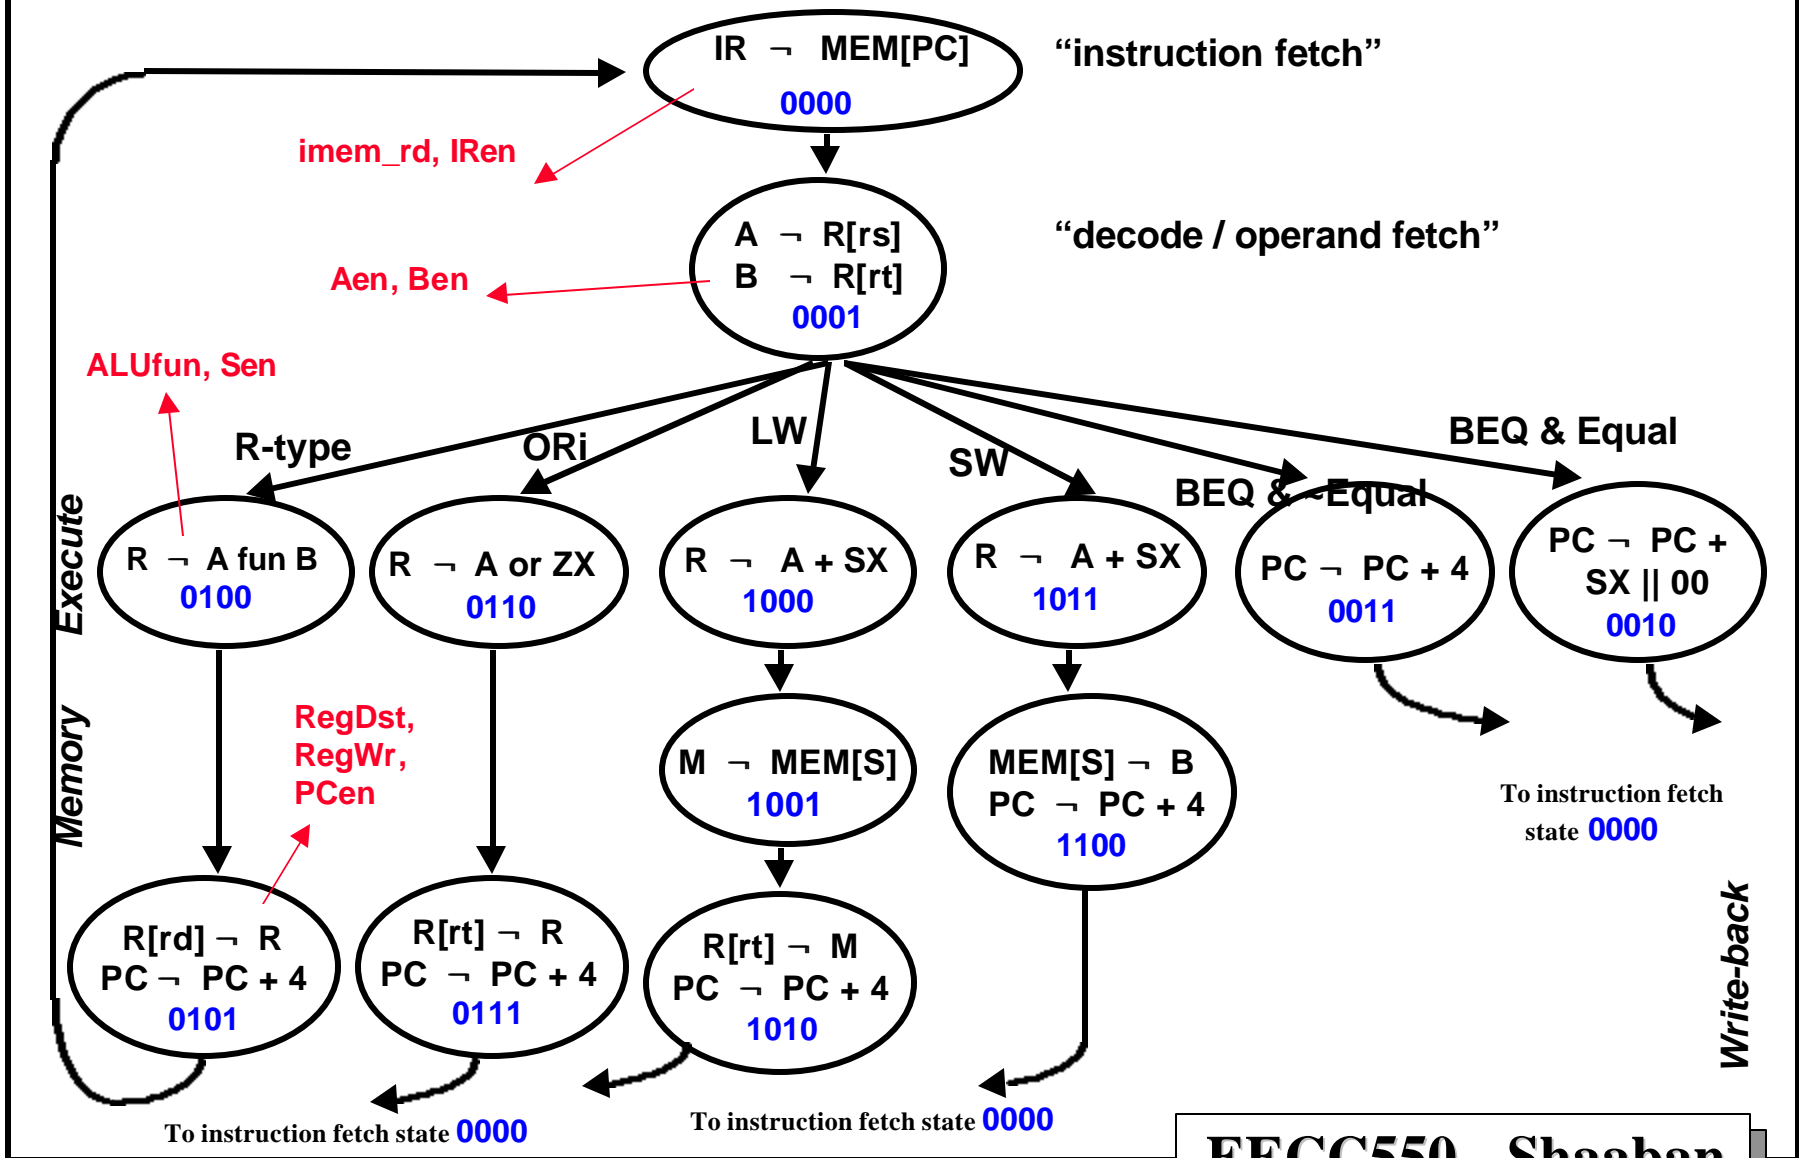 IR ¬ MEM[PC]
0000
“instruction fetch”
imem_rd, IRen
A ¬ R[rs]
B ¬ R[rt]
0001
“decode / operand fetch”
Aen, Ben
ALUfun, Sen
R-type
ORi
LW
SW
BEQ & ~Equal
BEQ & Equal
Execute
R ¬ A fun B
0100
R ¬ A or ZX
0110
R ¬ A + SX
1000
R ¬ A + SX
1011
PC ¬ PC + 4
0011
PC ¬ PC +
SX || 00
0010
Memory
RegDst,
RegWr,
PCen
M ¬ MEM[S]
1001
MEM[S] ¬ B
PC ¬ PC + 4
1100
To instruction fetch
state 0000
Write-back
R[rd] ¬ R
PC ¬ PC + 4
0101
R[rt] ¬ R
PC ¬ PC + 4
0111
R[rt] ¬ M
PC ¬ PC + 4
1010
To instruction fetch state 0000
To instruction fetch state 0000
EECC550 - Shaaban